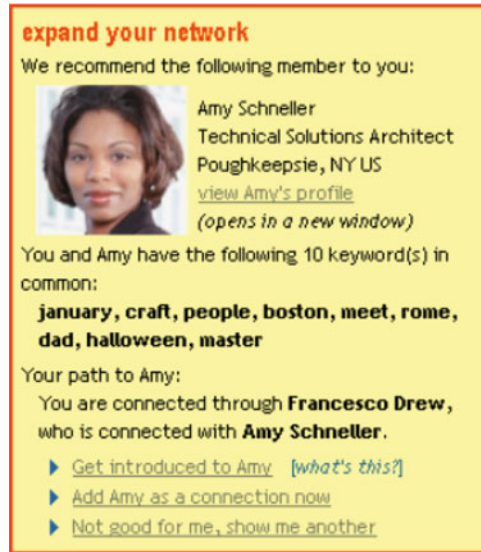 expand your network
We recommend the following member to you:
Amy Schneller
Technical Solutions Architect
Poughkeepsie, NY US
view Amy's profile
(opens in a new window)
You and Amy have the following 10 keyword(s) in
common:
january, craft, people, boston, meet, rome,
dad, halloween, master
Your path to Amy:
You are connected through Francesco Drew,
who is connected with Amy Schneller.
Get introduced to Amy [what's this?]
Add Amy as a connection now
Not good for me, show me another